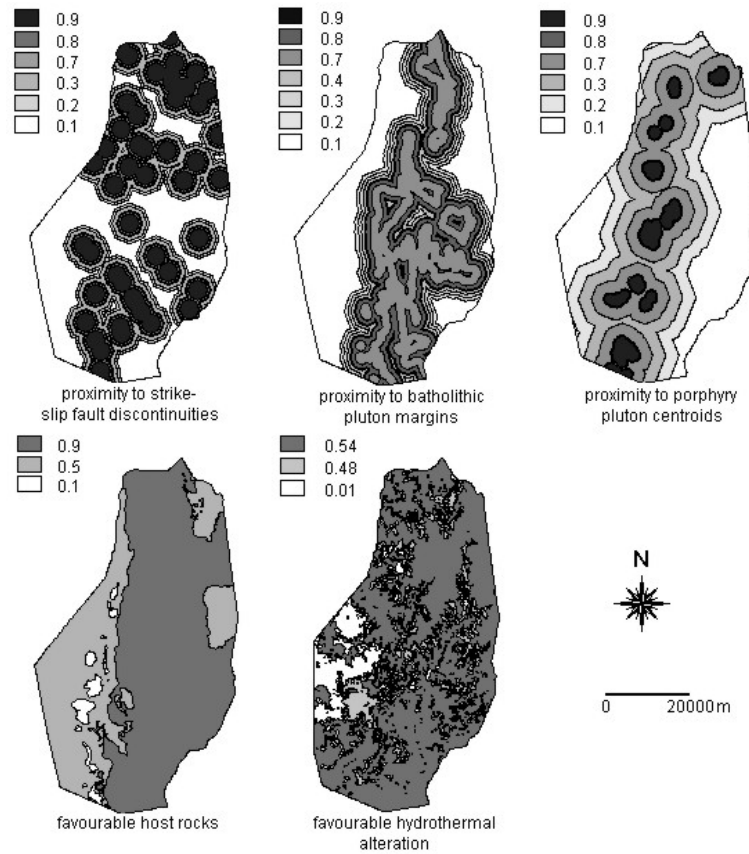 0.9
0.8
0.7
0.3
0.2
0.1
proximity to strike-
slip fault discontinuities
0.9
0.8
0.7
0.4
0.3
0.2
0.1
proximity to batholithic
pluton margins
0.9
0.8
0.7
0.3
0.2
0.1
proximity to porphyry
pluton centroids
0.9
0.5
0.1
favourable host rocks
0.54
0.48
0.01
favourable hydrothermal
alteration
N
0 20000m